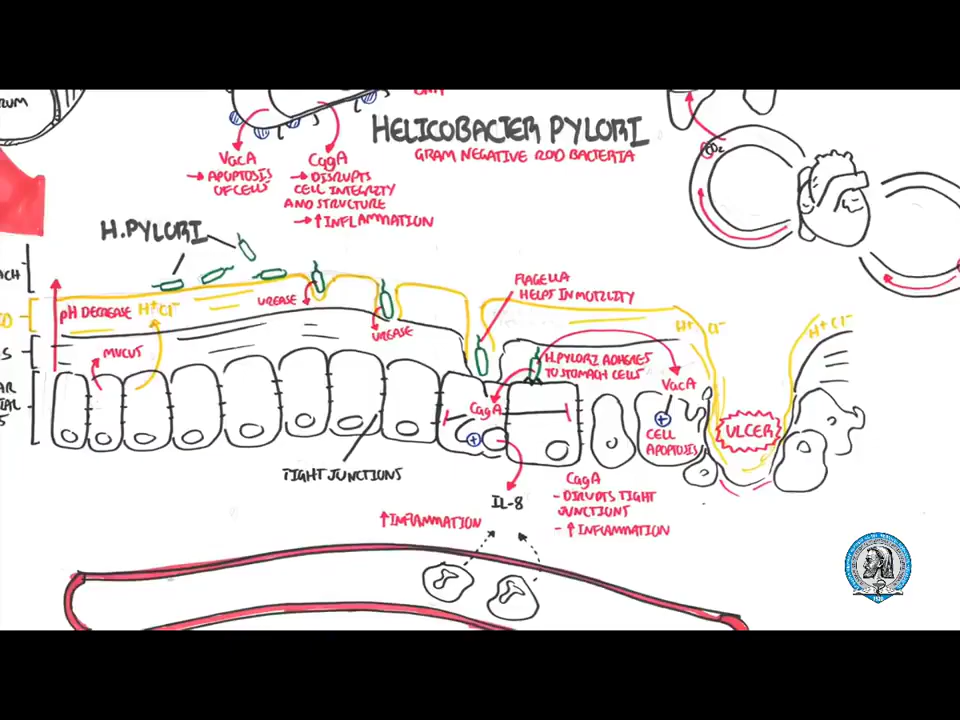 HELICOBACTER PYLORI
GRAM NEGATIVE ROD BACTERIA
VacA
→ APOPTOSIS
OF CELLS
CagA
→ DISRUPTS
CELL INTEGRITY
AND STRUCTURE
→ ↑ INFLAMMATION
H.PYLORI
pH DECREASE
H⁺Cl⁻
UREASE
UREASE
MUCUS
FLAGELLA
HELPS IN MOTILITY
H.PYLORI ADHERES
TO STOMACH CELLS
H⁺ Cl⁻
H⁺Cl⁻
VacA
CagA
CELL
APOPTOSIS
ULCER
TIGHT JUNCTIONS
IL-8
↑INFLAMMATION
CagA
- DIRUPTS TIGHT
JUNCTIONS
- ↑ INFLAMMATION